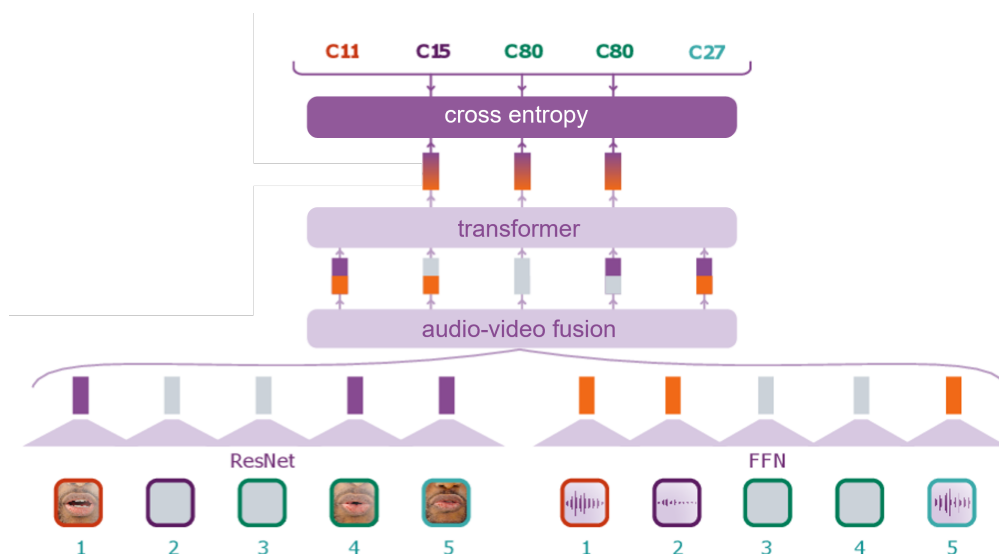 C11 C15 C80 C80 C27
cross entropy
transformer
audio-video fusion
ResNet FFN
1 2 3 4 5 1 2 3 4 5